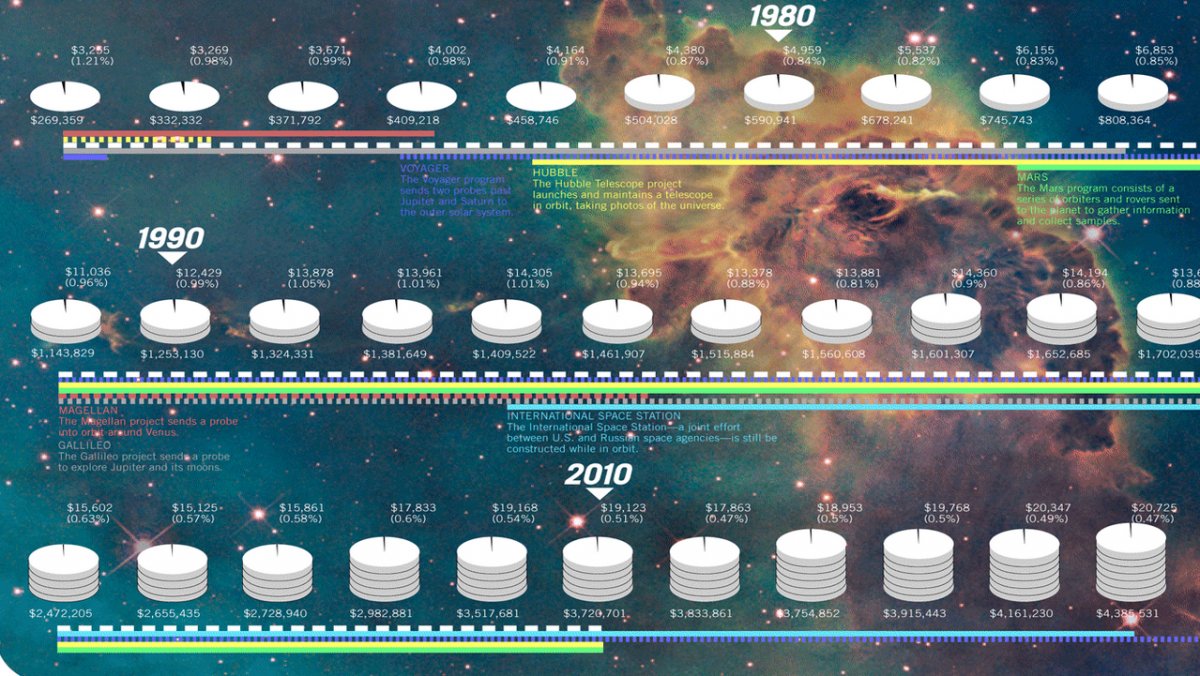 1980
$3,255 $3,269 $3,571 $4,002 $4,164 $4,380 $4,959 $5,537 $6,155 $6,853
(1.21%) (0.98%) (0.99%) (0.98%) (0.91%) (0.87%) (0.84%) (0.82%) (0.83%) (0.85%)
$269,359 $332,332 $371,792 $409,218 $458,746 $504,028 $590,941 $678,241 $745,743 $808,364
VOYAGER
The Voyager program
sends two probes past
Jupiter and Saturn to
the outer solar system.
HUBBLE
The Hubble Telescope project
launches and maintains a telescope
in orbit, taking photos of the universe.
MARS
The Mars program consists of a
series of orbiters and rovers sent
to the planet to gather information
and collect samples.
1990
$11,036 $12,429 $13,878 $13,961 $14,305 $13,695 $13,378 $13,881 $14,360 $14,194 $13,6
(0.96%) (0.99%) (1.05%) (1.01%) (1.01%) (0.94%) (0.88%) (0.81%) (0.9%) (0.86%) (0.88
$1,143,829 $1,253,130 $1,324,331 $1,381,649 $1,409,522 $1,461,907 $1,515,884 $1,560,608 $1,601,307 $1,652,685 $1,702,035
MAGELLAN
The Magellan project sends a probe
into orbit around Venus.
GALLILEO
The Gallileo project sends a probe
to explore Jupiter and its moons.
INTERNATIONAL SPACE STATION
The International Space Station—a joint effort
between U.S. and Russian space agencies—is still be
constructed while in orbit.
2010
$15,602 $15,125 $15,861 $17,833 $19,168 $19,123 $17,863 $18,953 $19,768 $20,347 $20,725
(0.63%) (0.57%) (0.58%) (0.6%) (0.54%) (0.51%) (0.47%) (0.5%) (0.5%) (0.49%) (0.47%)
$2,472,205 $2,655,435 $2,728,940 $2,982,881 $3,517,681 $3,720,701 $3,833,861 $3,754,852 $3,915,443 $4,161,230 $4,385,531